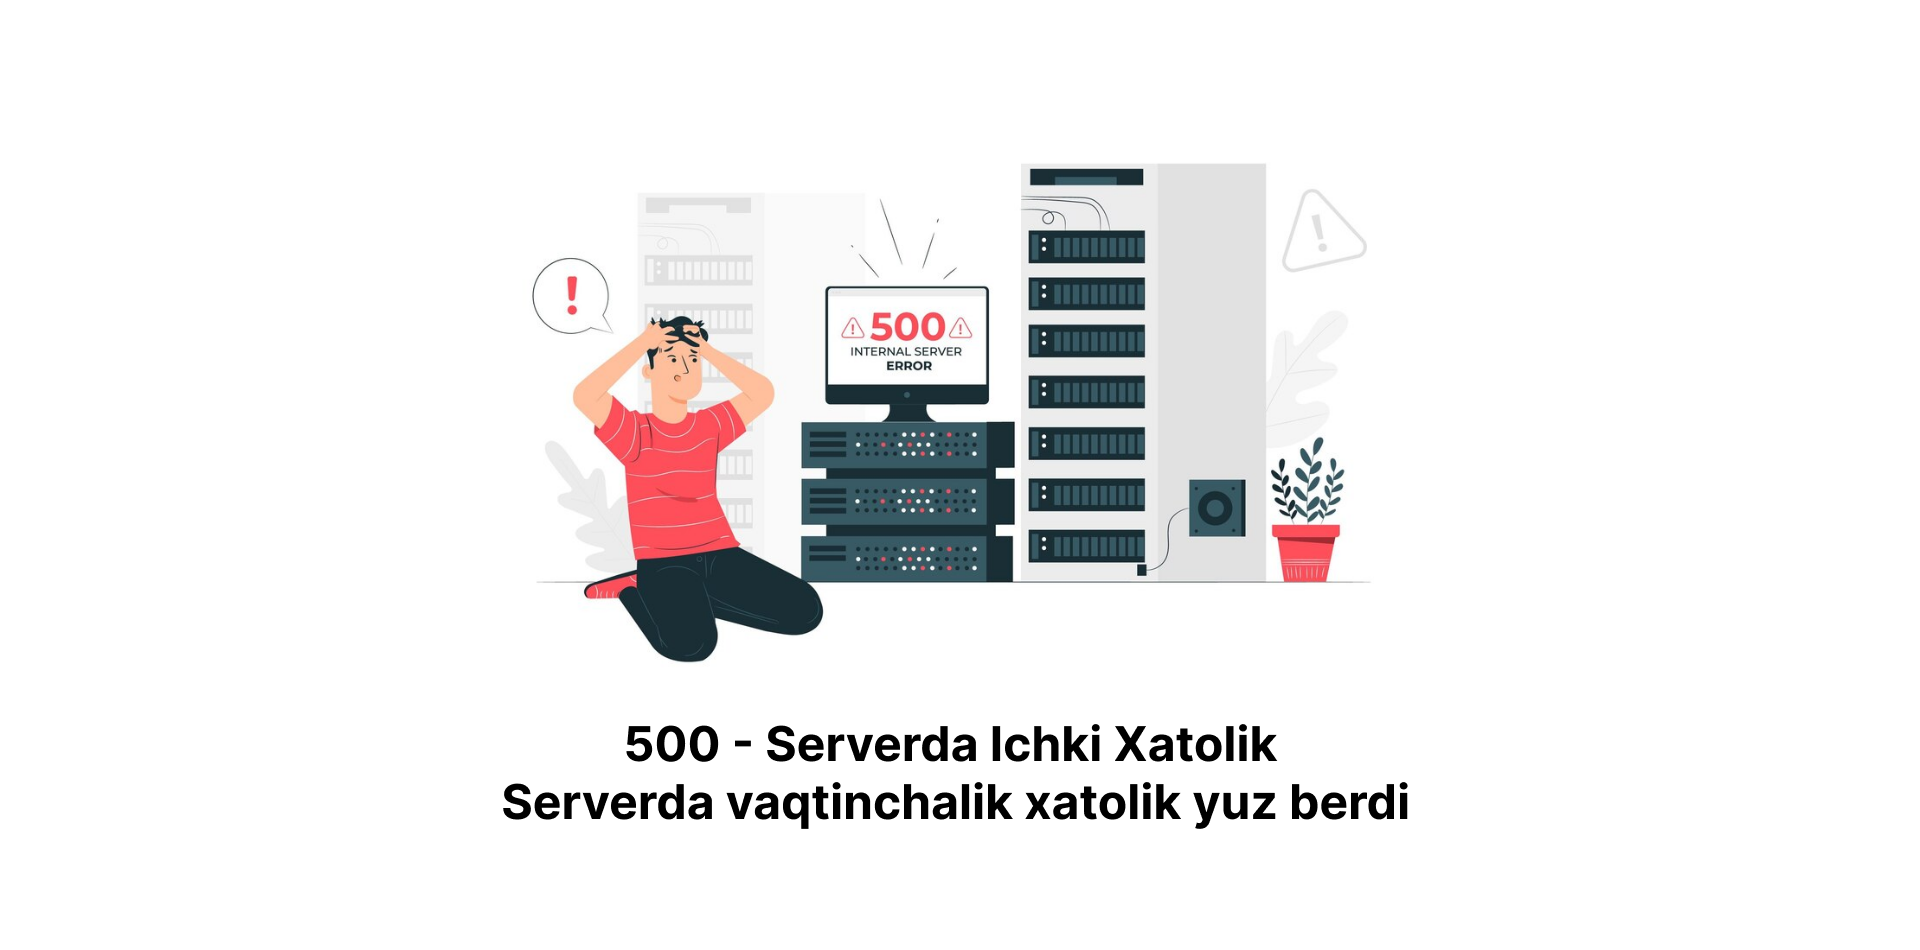 !
500
INTERNAL SERVER
ERROR
500 - Serverda Ichki Xatolik
Serverda vaqtinchalik xatolik yuz berdi